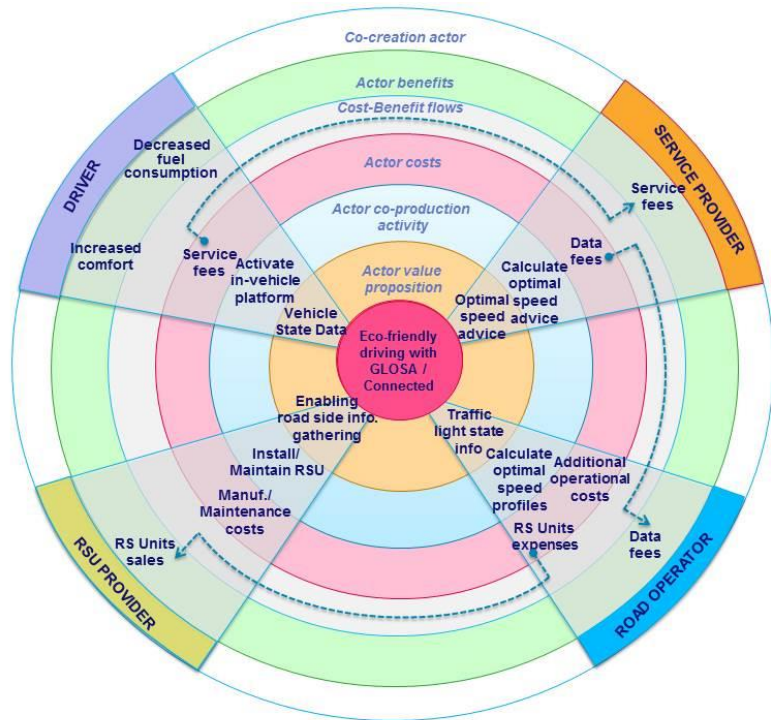 Co-creation actor
Actor benefits
Cost-Benefit flows
Actor costs
Actor co-production
activity
Actor value
proposition
Eco-friendly
driving with
GLOSA /
Connected
DRIVER
Decreased
fuel
consumption
Increased
comfort
Service
fees
Activate
in-vehicle
platform
Vehicle
State Data
SERVICE PROVIDER
Service
fees
Data
fees
Calculate
optimal
speed
advice
Optimal
speed
advice
RSU PROVIDER
Enabling
road side info.
gathering
Install/
Maintain RSU
Manuf./
Maintenance
costs
RS Units
sales
ROAD OPERATOR
Traffic
light state
info
Calculate
optimal
speed
profiles
Additional
operational
costs
RS Units
expenses
Data
fees